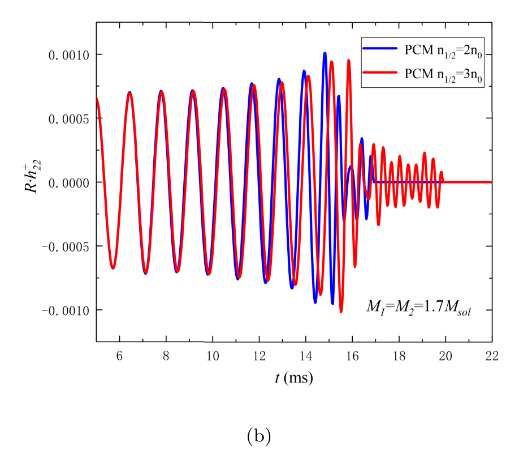 0.0010
0.0005
0.0000
-0.0005
-0.0010
R·h₂₂⁺
PCM n₁/₂=2n₀
PCM n₁/₂=3n₀
M₁=M₂=1.7Mₛₒₗ
6 8 10 12 14 16 18 20 22
t (ms)
(b)